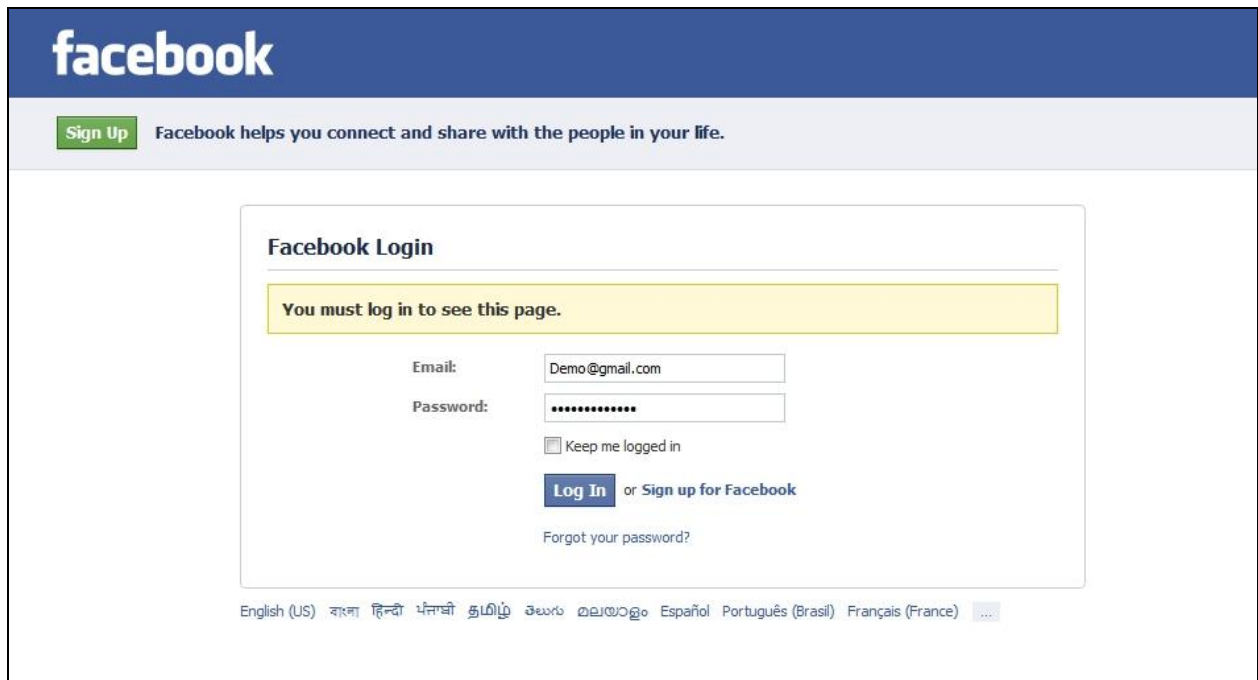 facebook
Sign Up Facebook helps you connect and share with the people in your life.
Facebook Login
You must log in to see this page.
Email: Demo@gmail.com
Password: •••••••••••••
Keep me logged in
Log In or Sign up for Facebook
Forgot your password?
English (US) বাংলা हिन्दी ਪੰਜਾਬੀ தமிழ் తెలుగు മലയാളം Español Português (Brasil) Français (France) ...